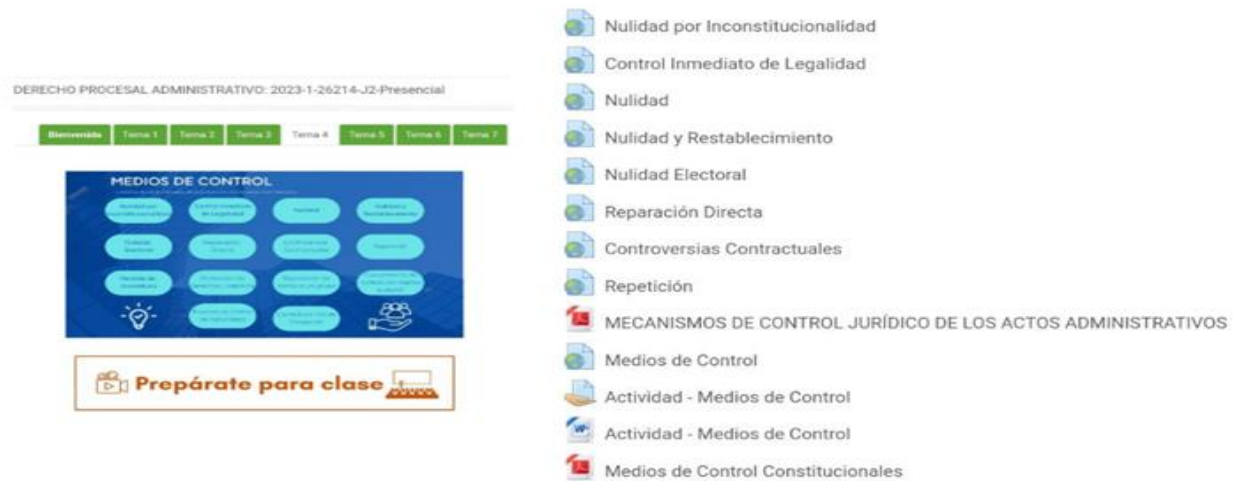 DERECHO PROCESAL ADMINISTRATIVO: 2023-1-26214-J2-Presencial
Bienvenida Tema 1 Tema 2 Tema 3 Tema 4 Tema 5 Tema 6 Tema 7
MEDIOS DE CONTROL
Nulidad
Prepárate para clase
Nulidad por Inconstitucionalidad
Control Inmediato de Legalidad
Nulidad
Nulidad y Restablecimiento
Nulidad Electoral
Reparación Directa
Controversias Contractuales
Repetición
MECANISMOS DE CONTROL JURÍDICO DE LOS ACTOS ADMINISTRATIVOS
Medios de Control
Actividad - Medios de Control
Actividad - Medios de Control
Medios de Control Constitucionales